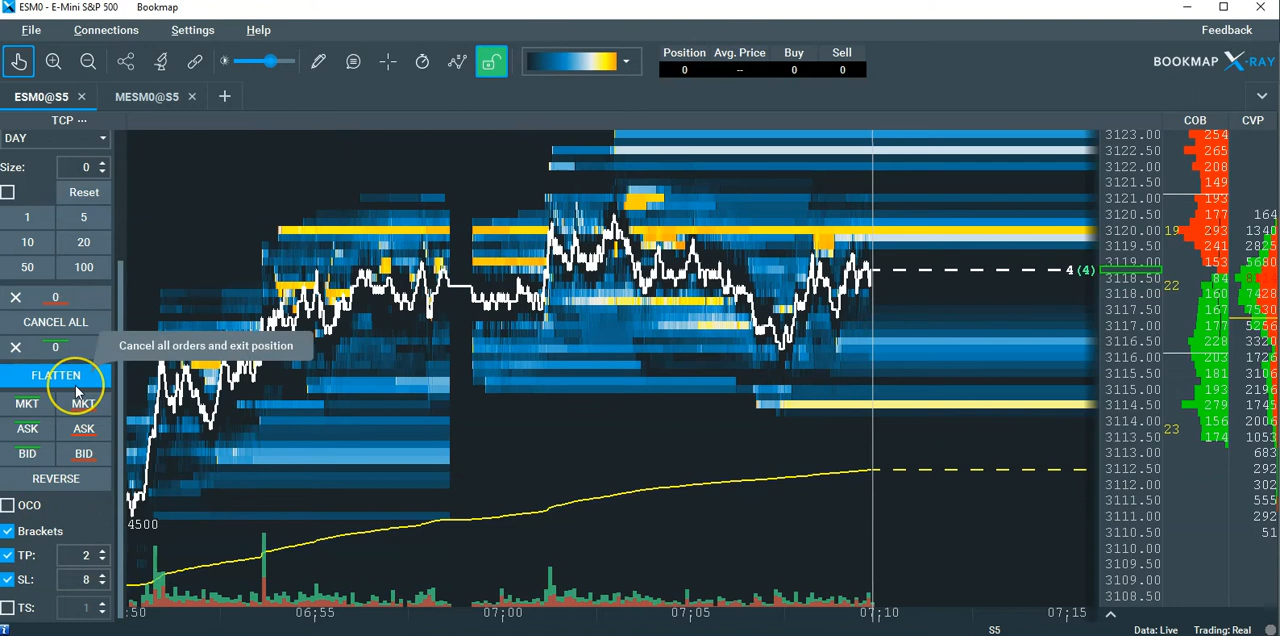 ESM0 - E-Mini S&P 500 Bookmap
File Connections Settings Help Feedback
Position Avg. Price Buy Sell
0 -- 0 0
BOOKMAP X-RAY
ESM0@S5 MESM0@S5
TCP ... COB CVP
DAY
Size: 0
Reset
1 5
10 20
50 100
0
CANCEL ALL
0
Cancel all orders and exit position
FLATTEN
MKT MKT
ASK ASK
BID BID
REVERSE
OCO
Brackets
TP: 2
SL: 8
TS: 1
4500
4 (4)
3123.00 254
3122.50 265
3122.00 208
3121.50 149
3121.00 193
3120.50 177 164
3120.00 19 293 1340
3119.50 241 2825
3119.00 153 5680
3118.50 84
22
3118.00 160 7428
3117.50 167 7530
3117.00 177 5256
3116.50 228 3320
3116.00 203 1726
3115.50 181 3106
3115.00 193 2396
3114.50 279 1745
23
3114.00 156 2006
3113.50 174 1053
3113.00 683
3112.50 292
3112.00 302
3111.50 555
3111.00 292
3110.50 51
3110.00
3109.50
3109.00
3108.50
:50 06:55 07:00 07:05 07:10 07:15
S5 Data: Live Trading: Real